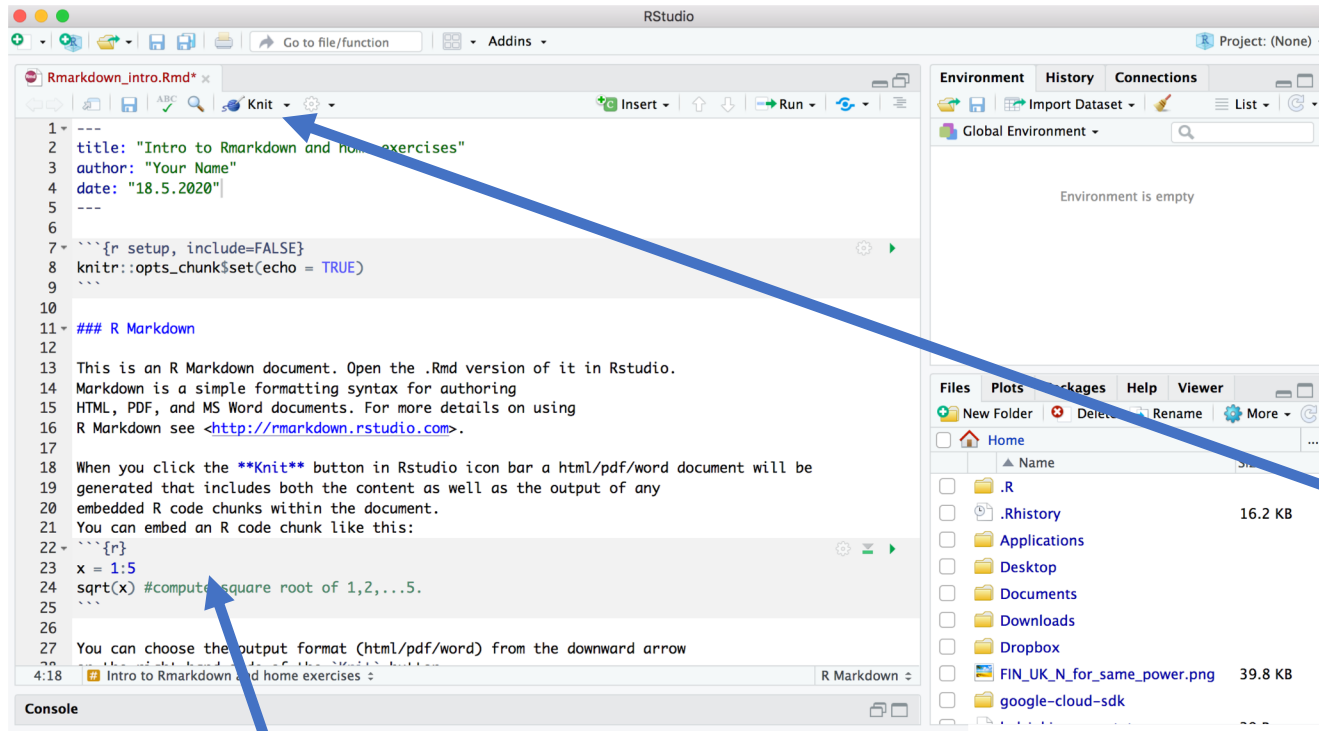 RStudio
Go to file/function
Addins
Project: (None)
Rmarkdown_intro.Rmd*
ABC
Knit
Insert
Run
1 ---
2 title: "Intro to Rmarkdown and home exercises"
3 author: "Your Name"
4 date: "18.5.2020"
5 ---
6
7 ```{r setup, include=FALSE}
8 knitr::opts_chunk$set(echo = TRUE)
9 ```
10
11 ### R Markdown
12
13 This is an R Markdown document. Open the .Rmd version of it in Rstudio.
14 Markdown is a simple formatting syntax for authoring
15 HTML, PDF, and MS Word documents. For more details on using
16 R Markdown see <http://rmarkdown.rstudio.com>.
17
18 When you click the **Knit** button in Rstudio icon bar a html/pdf/word document will be
19 generated that includes both the content as well as the output of any
20 embedded R code chunks within the document.
21 You can embed an R code chunk like this:
22 ```{r}
23 x = 1:5
24 sqrt(x) #compute square root of 1,2,...5.
25 ```
26
27 You can choose the output format (html/pdf/word) from the downward arrow
4:18 # Intro to Rmarkdown and home exercises
R Markdown
Console
Environment History Connections
Import Dataset
List
Global Environment
Environment is empty
Files Plots Packages Help Viewer
New Folder Delete Rename More
Home ...
Name Size
.R
.Rhistory 16.2 KB
Applications
Desktop
Documents
Downloads
Dropbox
FIN_UK_N_for_same_power.png 39.8 KB
google-cloud-sdk